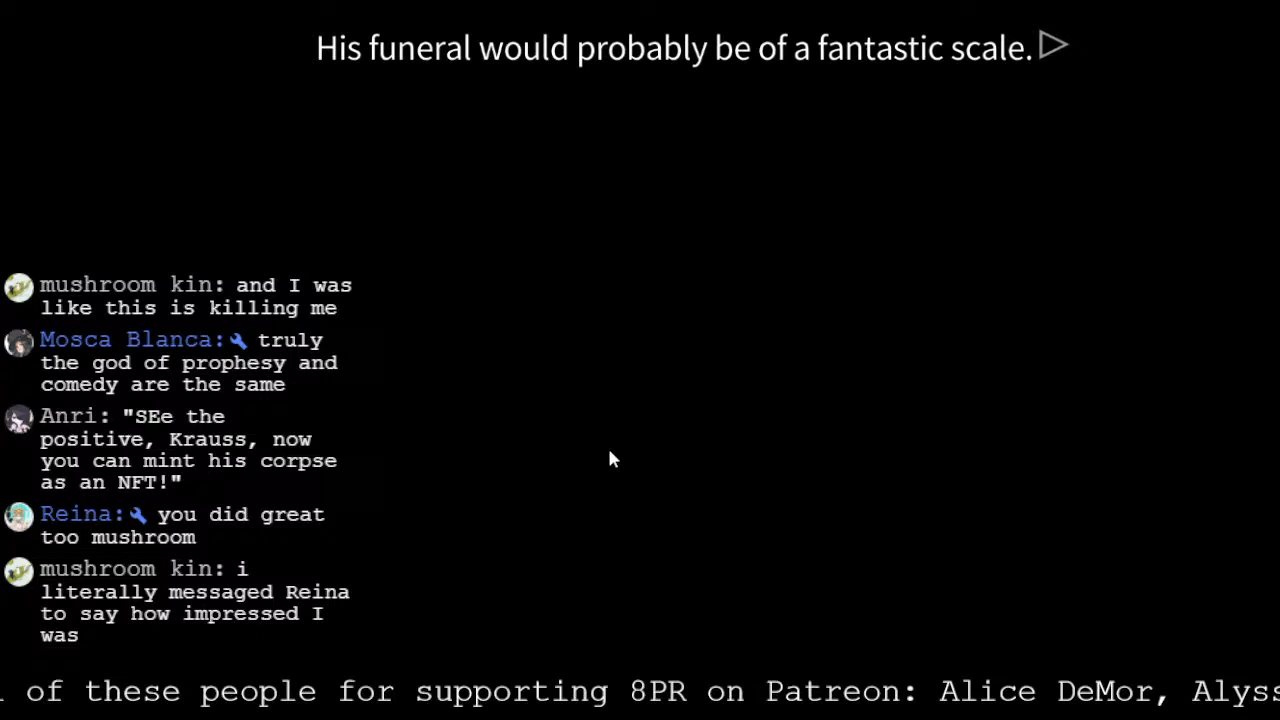 His funeral would probably be of a fantastic scale.
mushroom kin: and I was
like this is killing me
Mosca Blanca: truly
the god of prophesy and
comedy are the same
Anri: "SEe the
positive, Krauss, now
you can mint his corpse
as an NFT!"
Reina: you did great
too mushroom
mushroom kin: i
literally messaged Reina
to say how impressed I
was
of these people for supporting 8PR on Patreon: Alice DeMor, Alyss